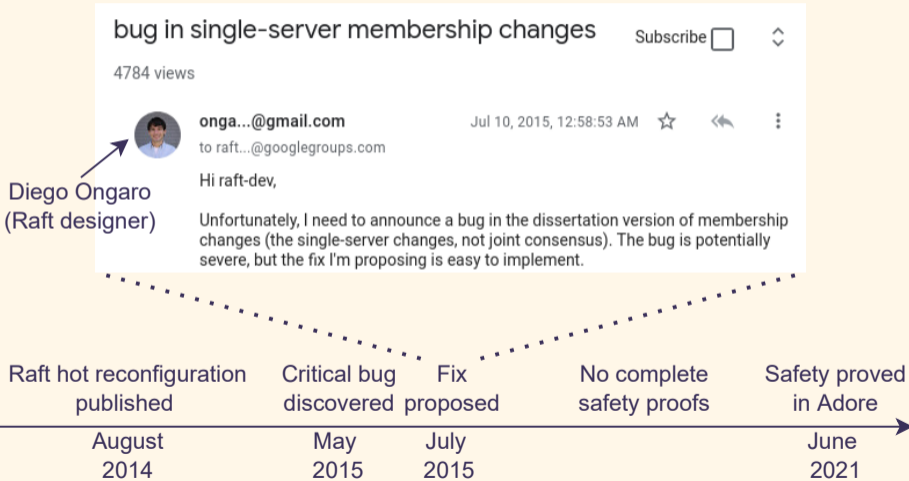 bug in single-server membership changes
Subscribe
4784 views
onga...@gmail.com
Jul 10, 2015, 12:58:53 AM
to raft...@googlegroups.com
Hi raft-dev,
Diego Ongaro
(Raft designer)
Unfortunately, I need to announce a bug in the dissertation version of membership
changes (the single-server changes, not joint consensus). The bug is potentially
severe, but the fix I'm proposing is easy to implement.
Raft hot reconfiguration
published
Critical bug
discovered
Fix
proposed
No complete
safety proofs
Safety proved
in Adore
August
2014
May
2015
July
2015
June
2021